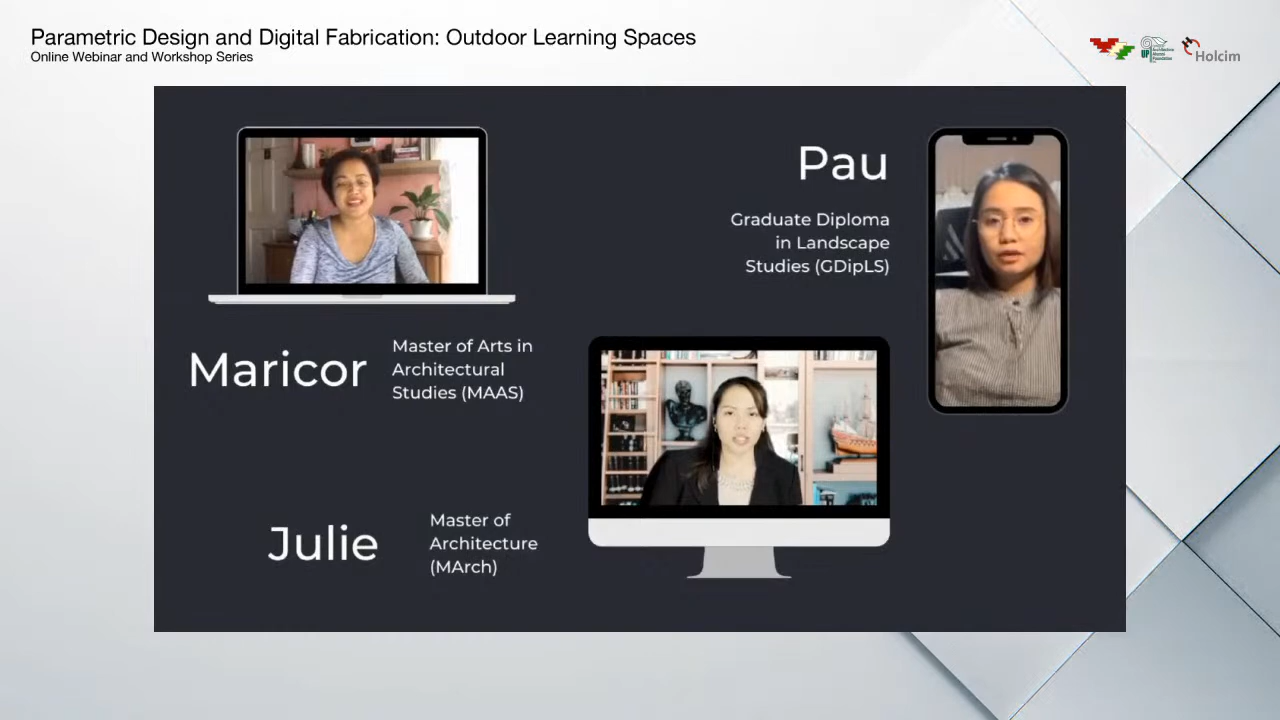 Parametric Design and Digital Fabrication: Outdoor Learning Spaces
Online Webinar and Workshop Series
UP
Holcim
Pau
Graduate Diploma
in Landscape
Studies (GDipLS)
Maricor
Master of Arts in
Architectural
Studies (MAAS)
Julie
Master of
Architecture
(MArch)